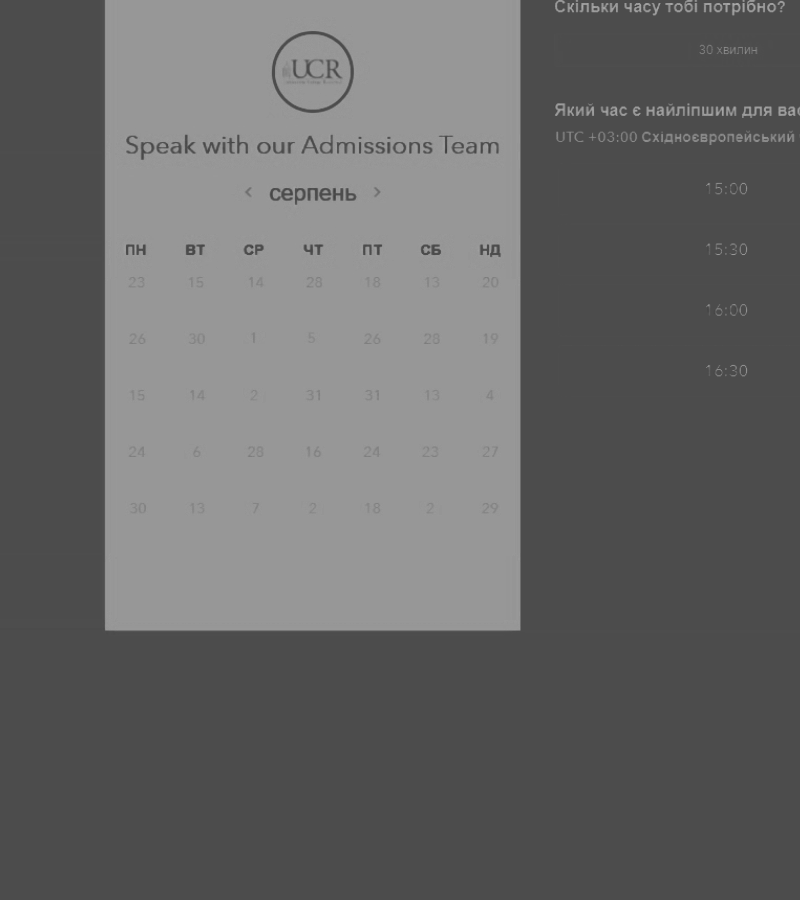 UCR
Speak with our Admissions Team
< серпень >
ПН ВТ СР ЧТ ПТ СБ НД
23 15 14 28 18 13 20
26 30 1 5 26 28 19
15 14 2 31 31 13 4
24 6 28 16 24 23 27
30 13 7 2 18 2 29
Скільки часу тобі потрібно?
30 хвилин
Який час є найліпшим для вас
UTC +03:00 Східноєвропейський
15:00
15:30
16:00
16:30